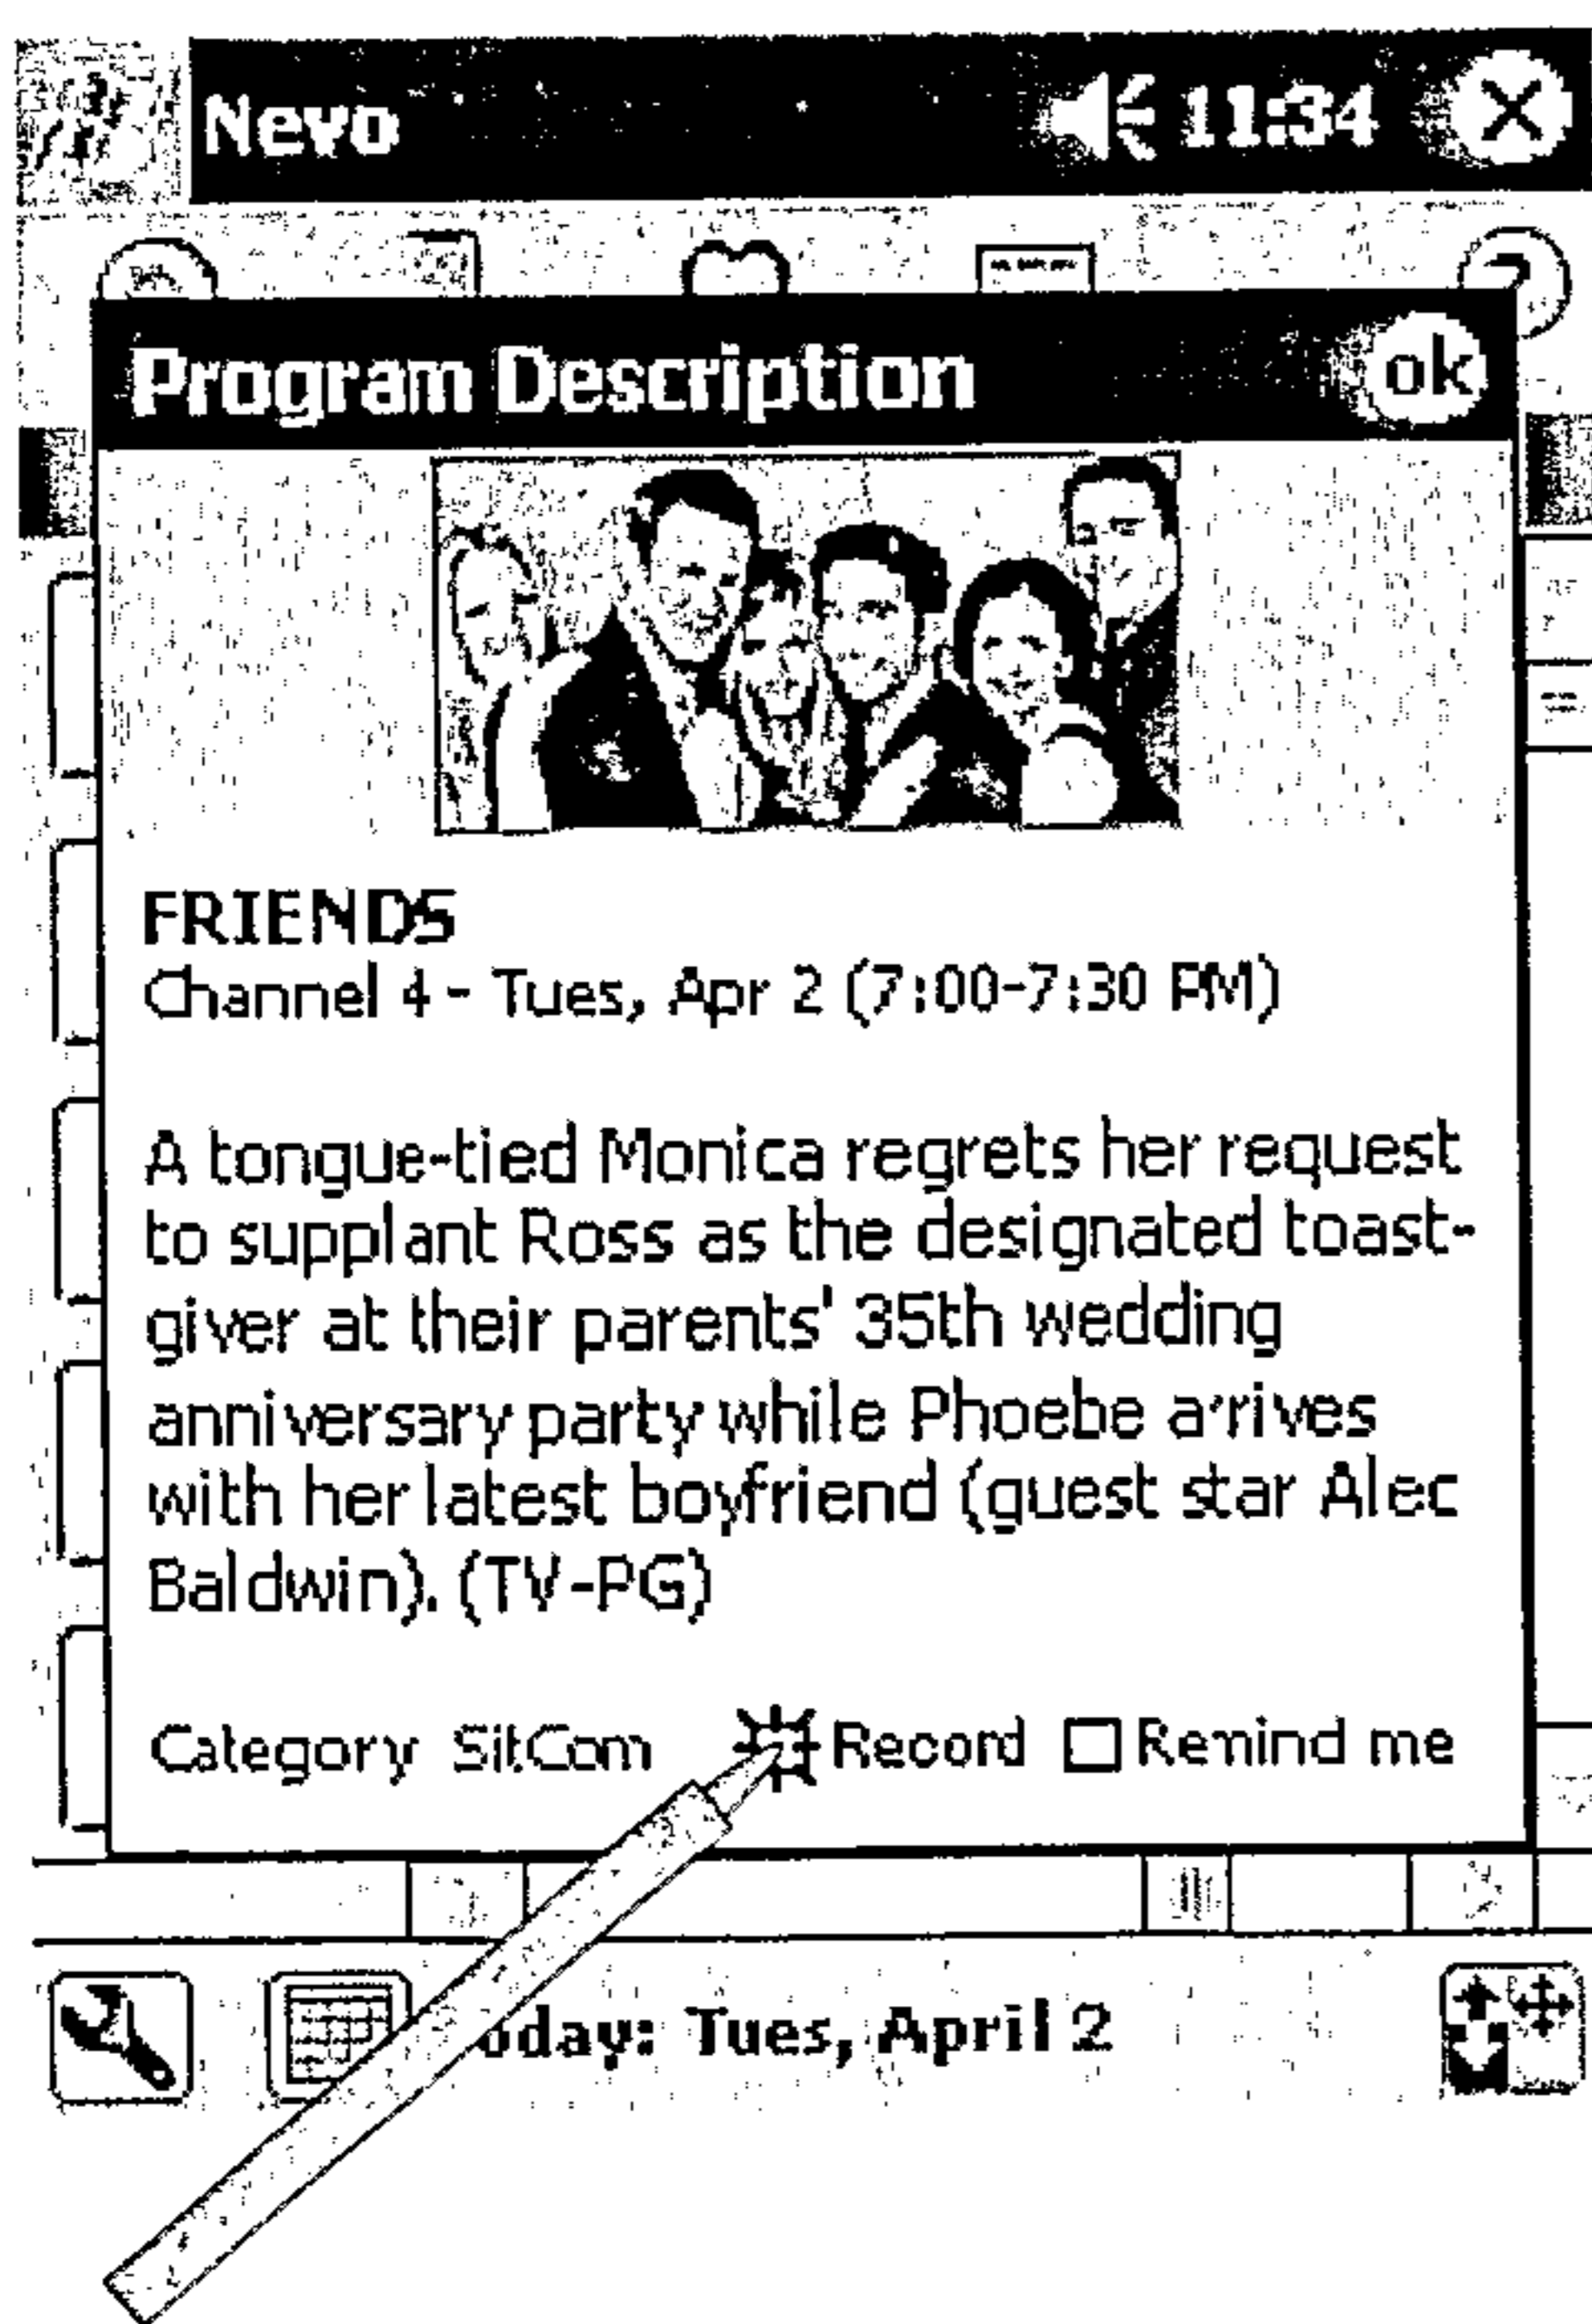 Nevo 11:34
Program Description ok
FRIENDS
Channel 4 - Tues, Apr 2 (7:00-7:30 PM)
A tongue-tied Monica regrets her request
to supplant Ross as the designated toast-
giver at their parents' 35th wedding
anniversary party while Phoebe arrives
with her latest boyfriend (guest star Alec
Baldwin). (TV-PG)
Category SitCom Record Remind me
oday: Tues, April 2